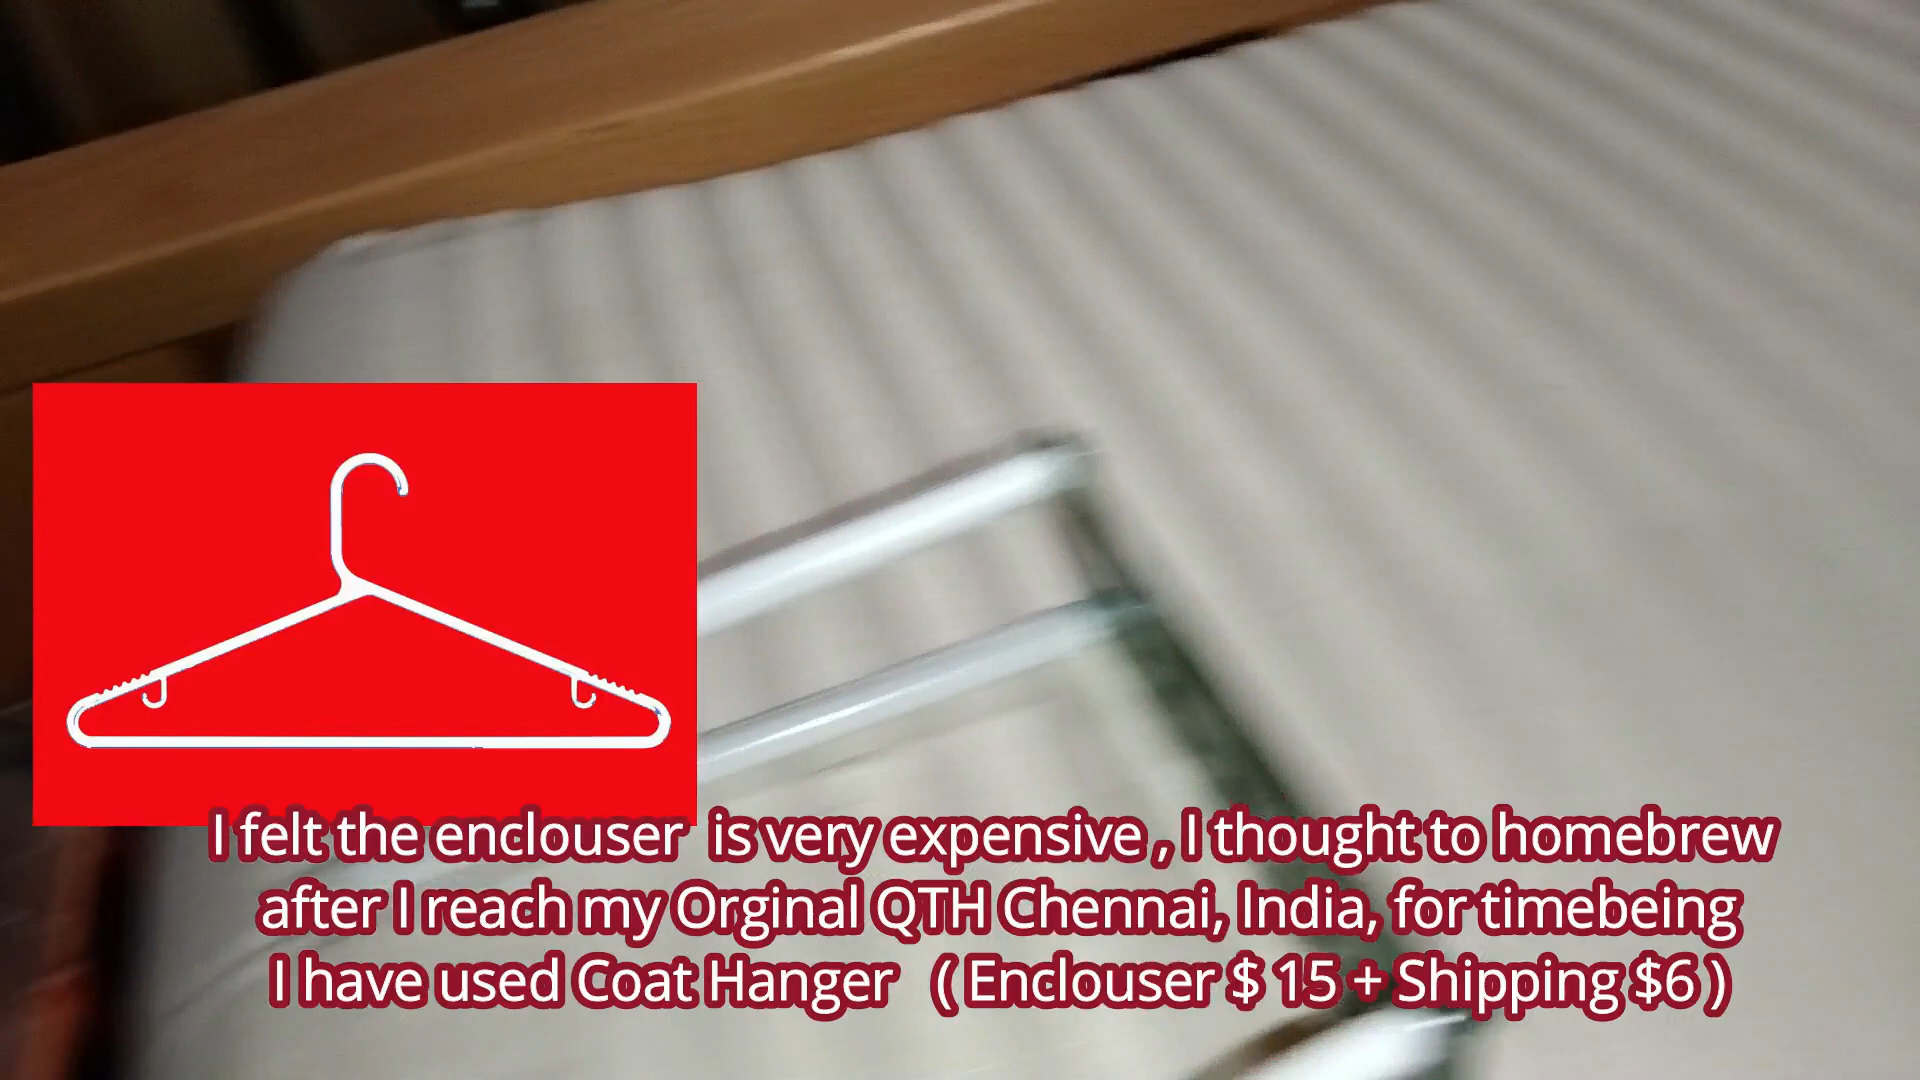 I felt the enclouser is very expensive , I thought to homebrew
after I reach my Orginal QTH Chennai, India, for timebeing
I have used Coat Hanger ( Enclouser $ 15 + Shipping $6 )